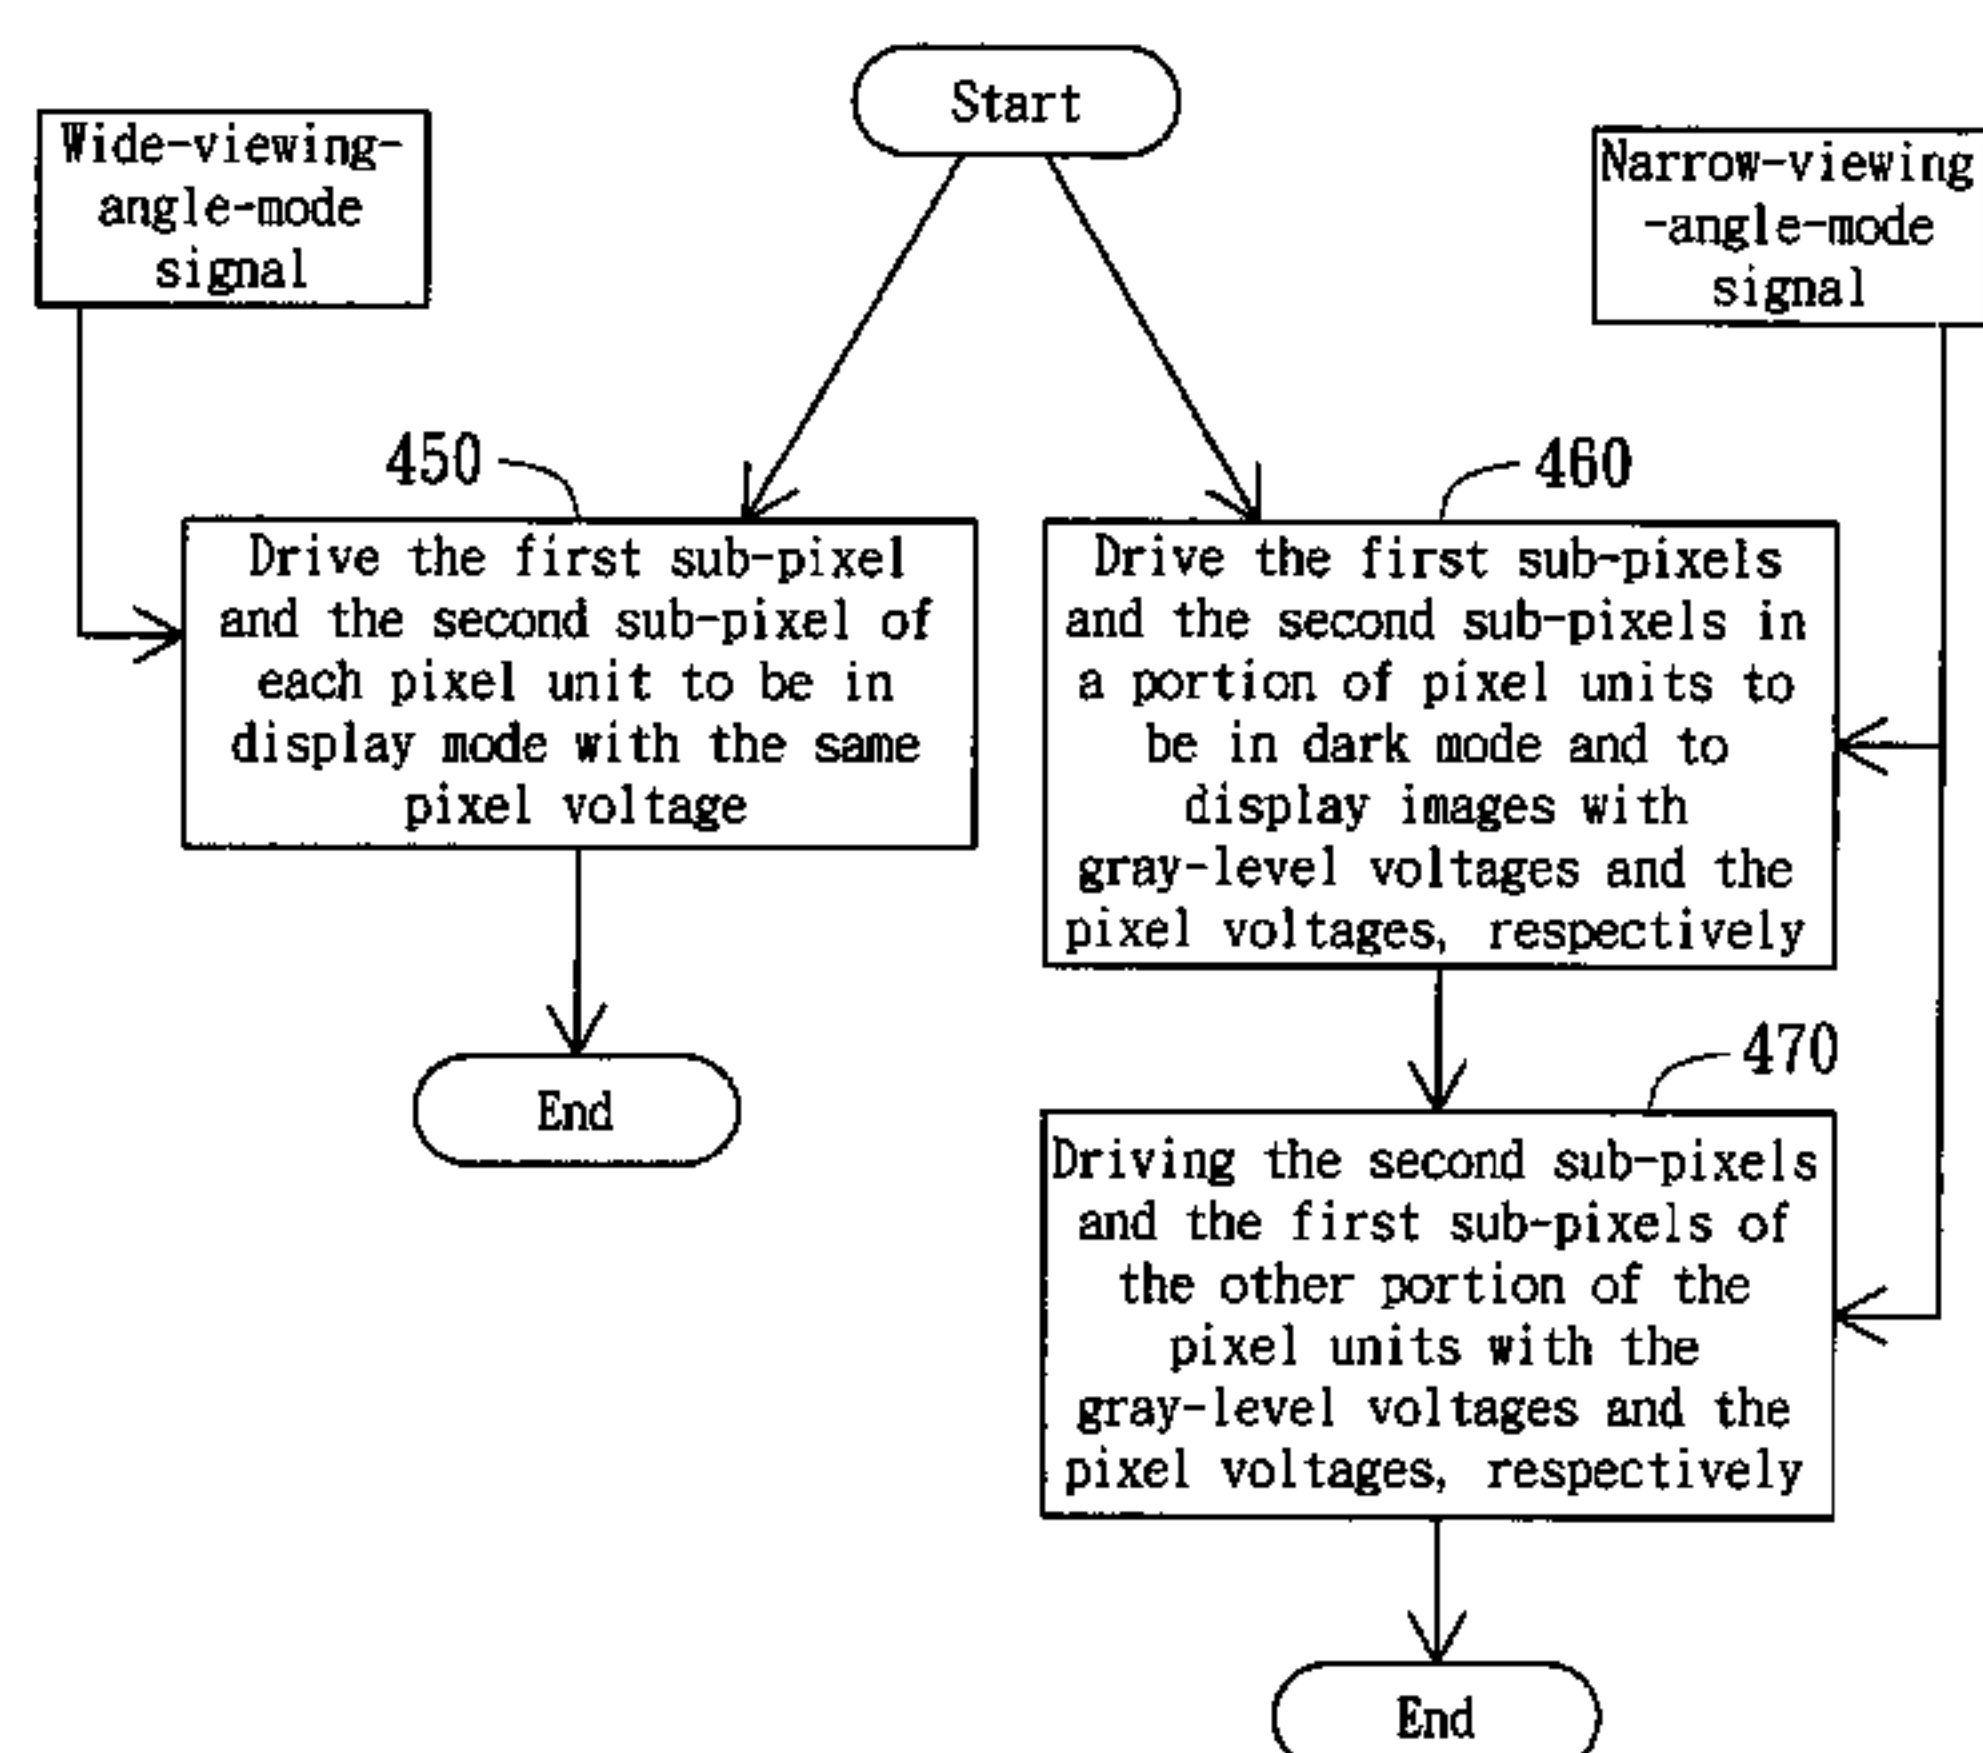 Start
Wide-viewing-
angle-mode
signal
Narrow-viewing
-angle-mode
signal
450
Drive the first sub-pixel
and the second sub-pixel of
each pixel unit to be in
display mode with the same
pixel voltage
End
460
Drive the first sub-pixels
and the second sub-pixels in
a portion of pixel units to
be in dark mode and to
display images with
gray-level voltages and the
pixel voltages, respectively
470
Driving the second sub-pixels
and the first sub-pixels of
the other portion of the
pixel units with the
gray-level voltages and the
pixel voltages, respectively
End